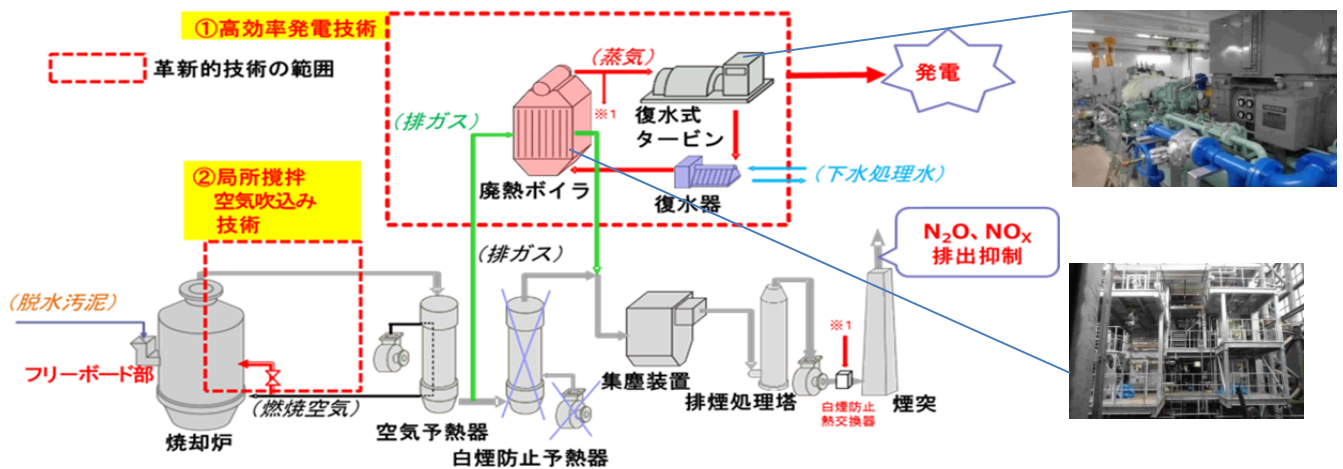 ①高効率発電技術
革新的技術の範囲
(蒸気)
※1
(排ガス)
復水式
タービン
発電
廃熱ボイラ
復水器
(下水処理水)
②局所撹拌
空気吹込み
技術
(排ガス)
N₂O、NOX
排出抑制
(脱水汚泥)
フリーボード部
(燃焼空気)
焼却炉
空気予熱器
白煙防止予熱器
集塵装置
排煙処理塔
※1
白煙防止
熱交換器
煙突